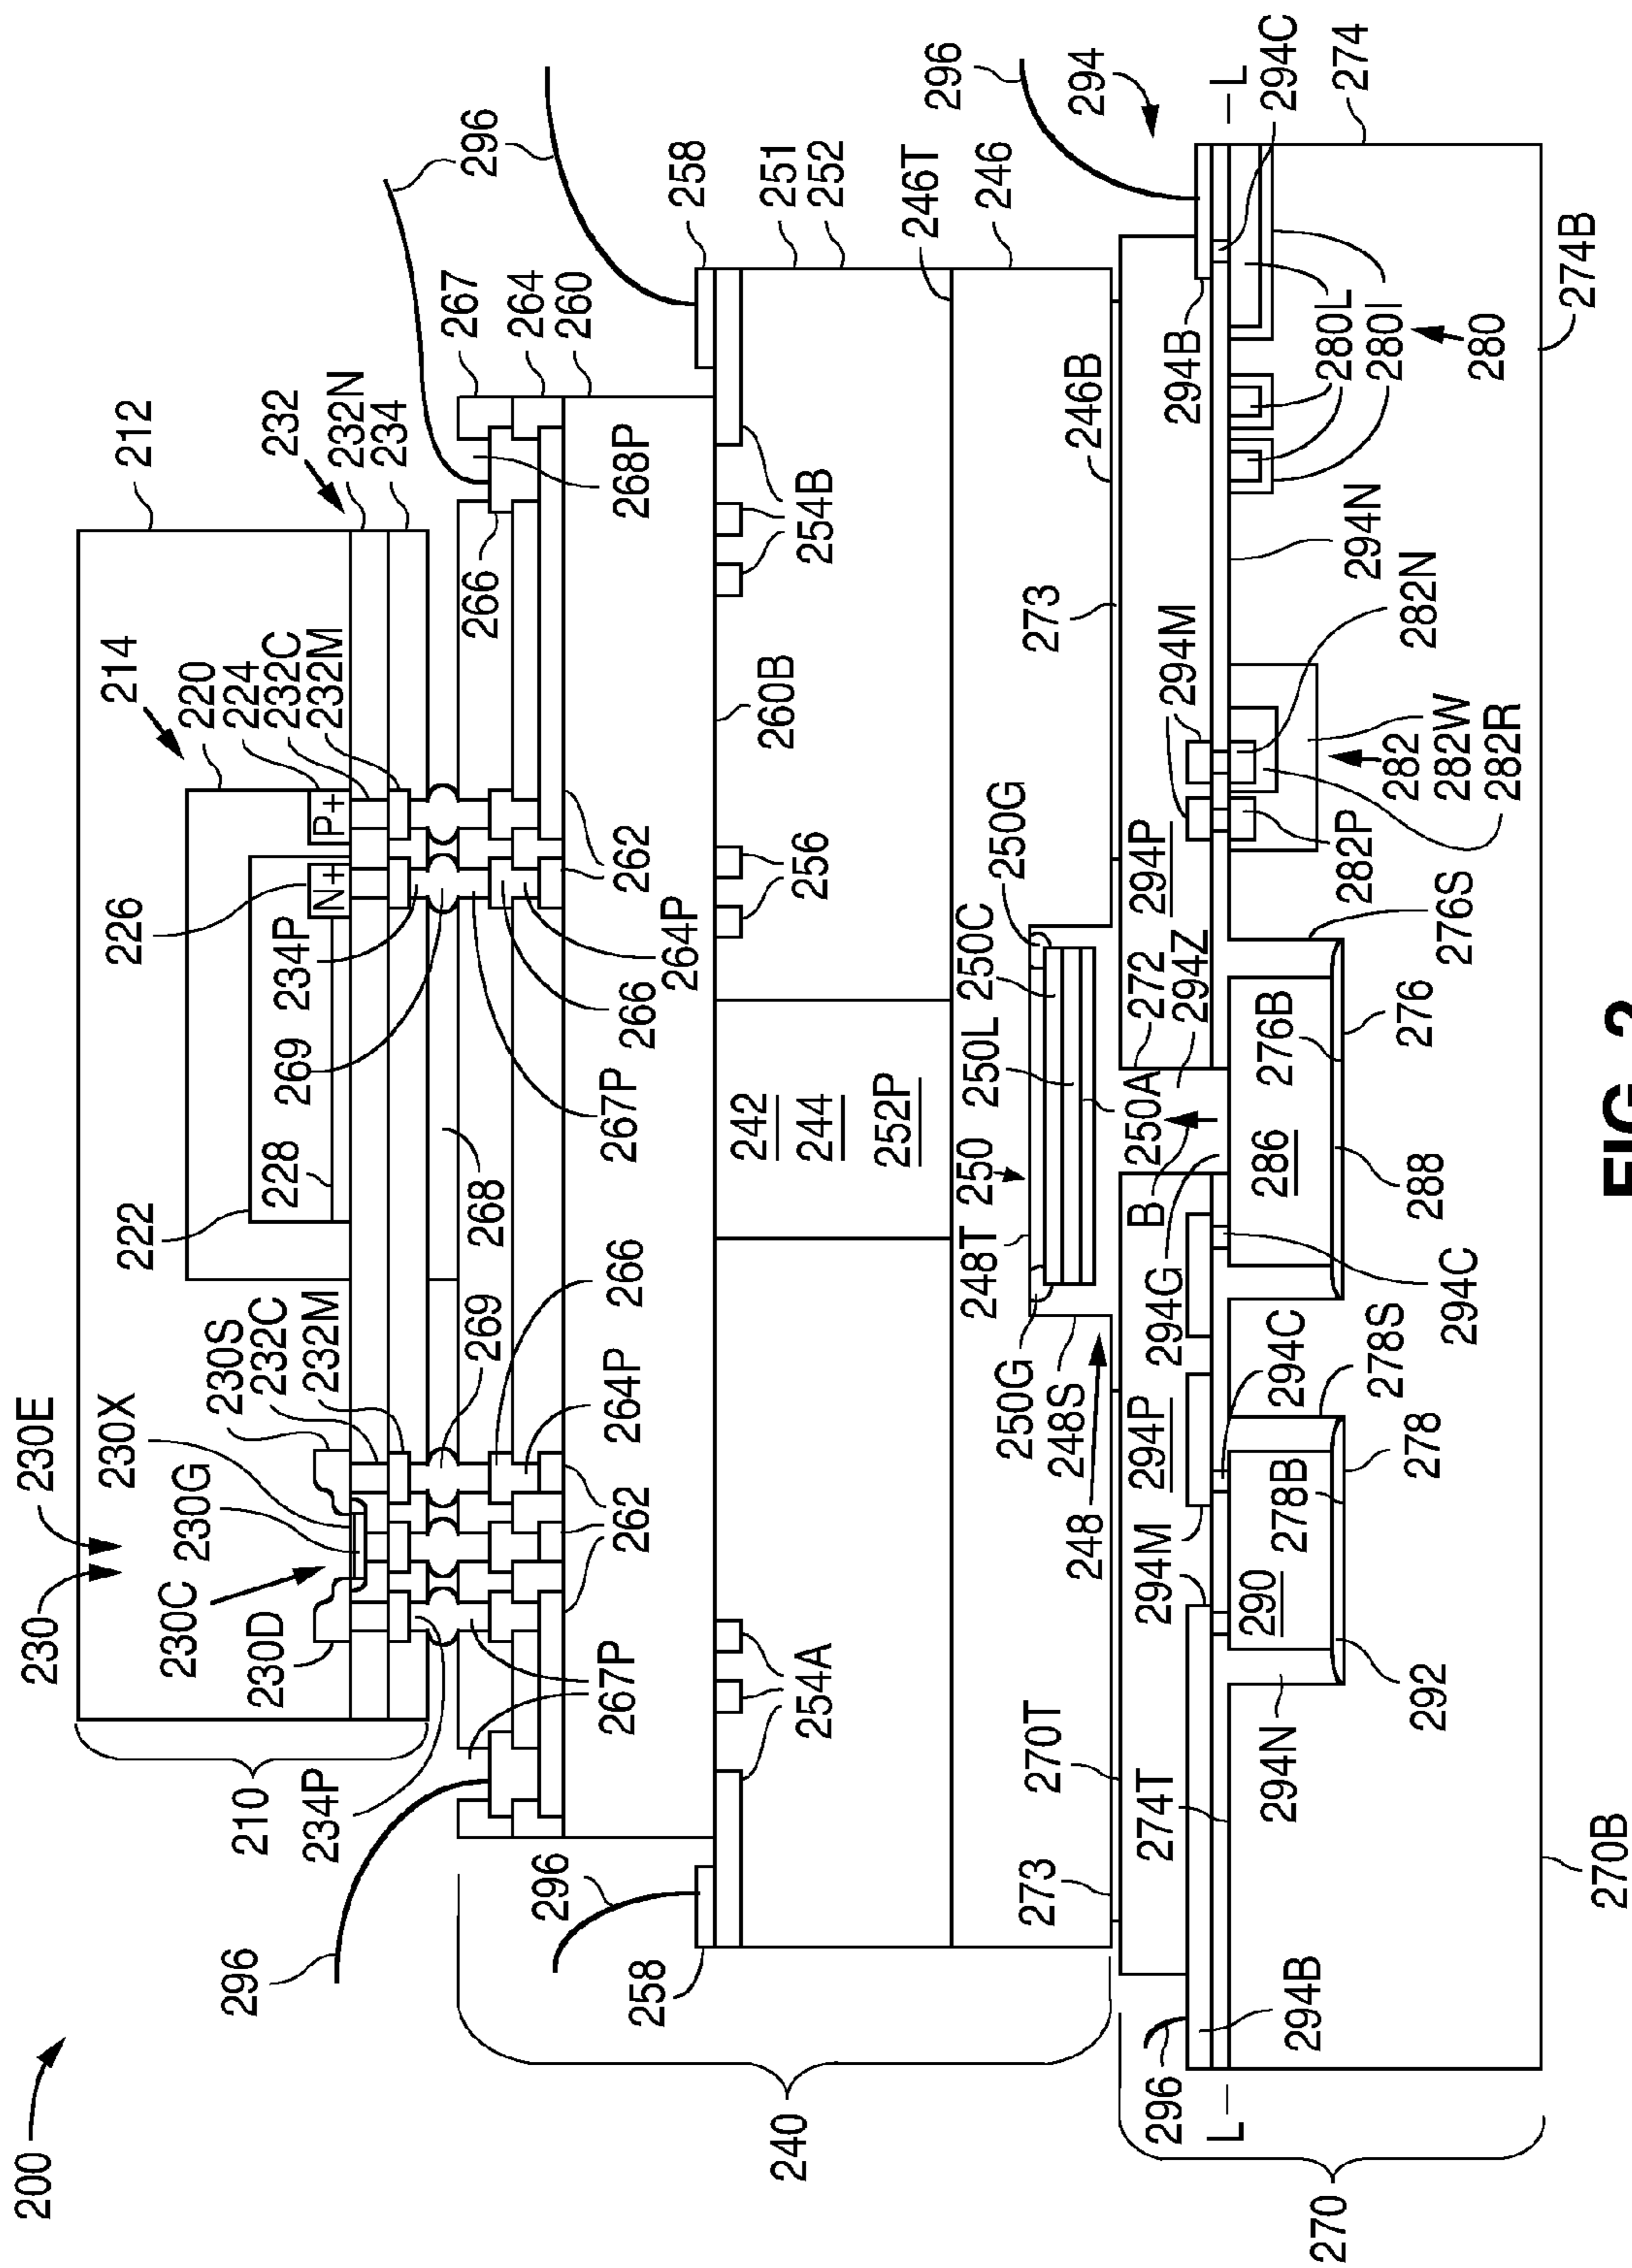 200
230
230E
230X
230C
230G
230D
230S
232C
232M
222
228
226
214
220
224
232C
232M
212
232
232N
234
P+
N+
210
234P
234P
269
269
268
296
267P
266
264P
262
267P
266
264P
262
266
268P
267
264
260
296
296
258
254A
242
244
252P
256
260B
254B
258
251
252
240
246T
246
296
273
270T
250G
248S
248
248T
250
250L
250C
250G
250A
B
273
246B
294
296
L
L
294B
274T
294M
294P
294G
294C
272
294Z
294P
294M
294B
294C
274
270
294B
294N
290
278B
292
278
278S
294C
286
276B
288
276
276S
282P
282
282W
282R
282N
294N
280L
280I
280
274B
270B
FIG. 2